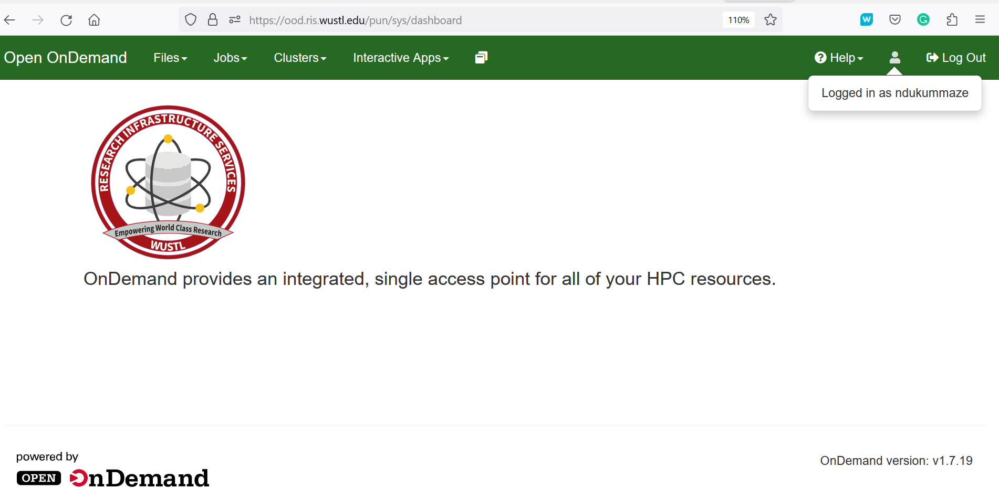 https://ood.ris.wustl.edu/pun/sys/dashboard
110%
W
G
Open OnDemand
Files
Jobs
Clusters
Interactive Apps
? Help
Log Out
Logged in as ndukummaze
RESEARCH INFRASTRUCTURE SERVICES
Empowering World Class Research
WUSTL
OnDemand provides an integrated, single access point for all of your HPC resources.
powered by
OPEN OnDemand
OnDemand version: v1.7.19